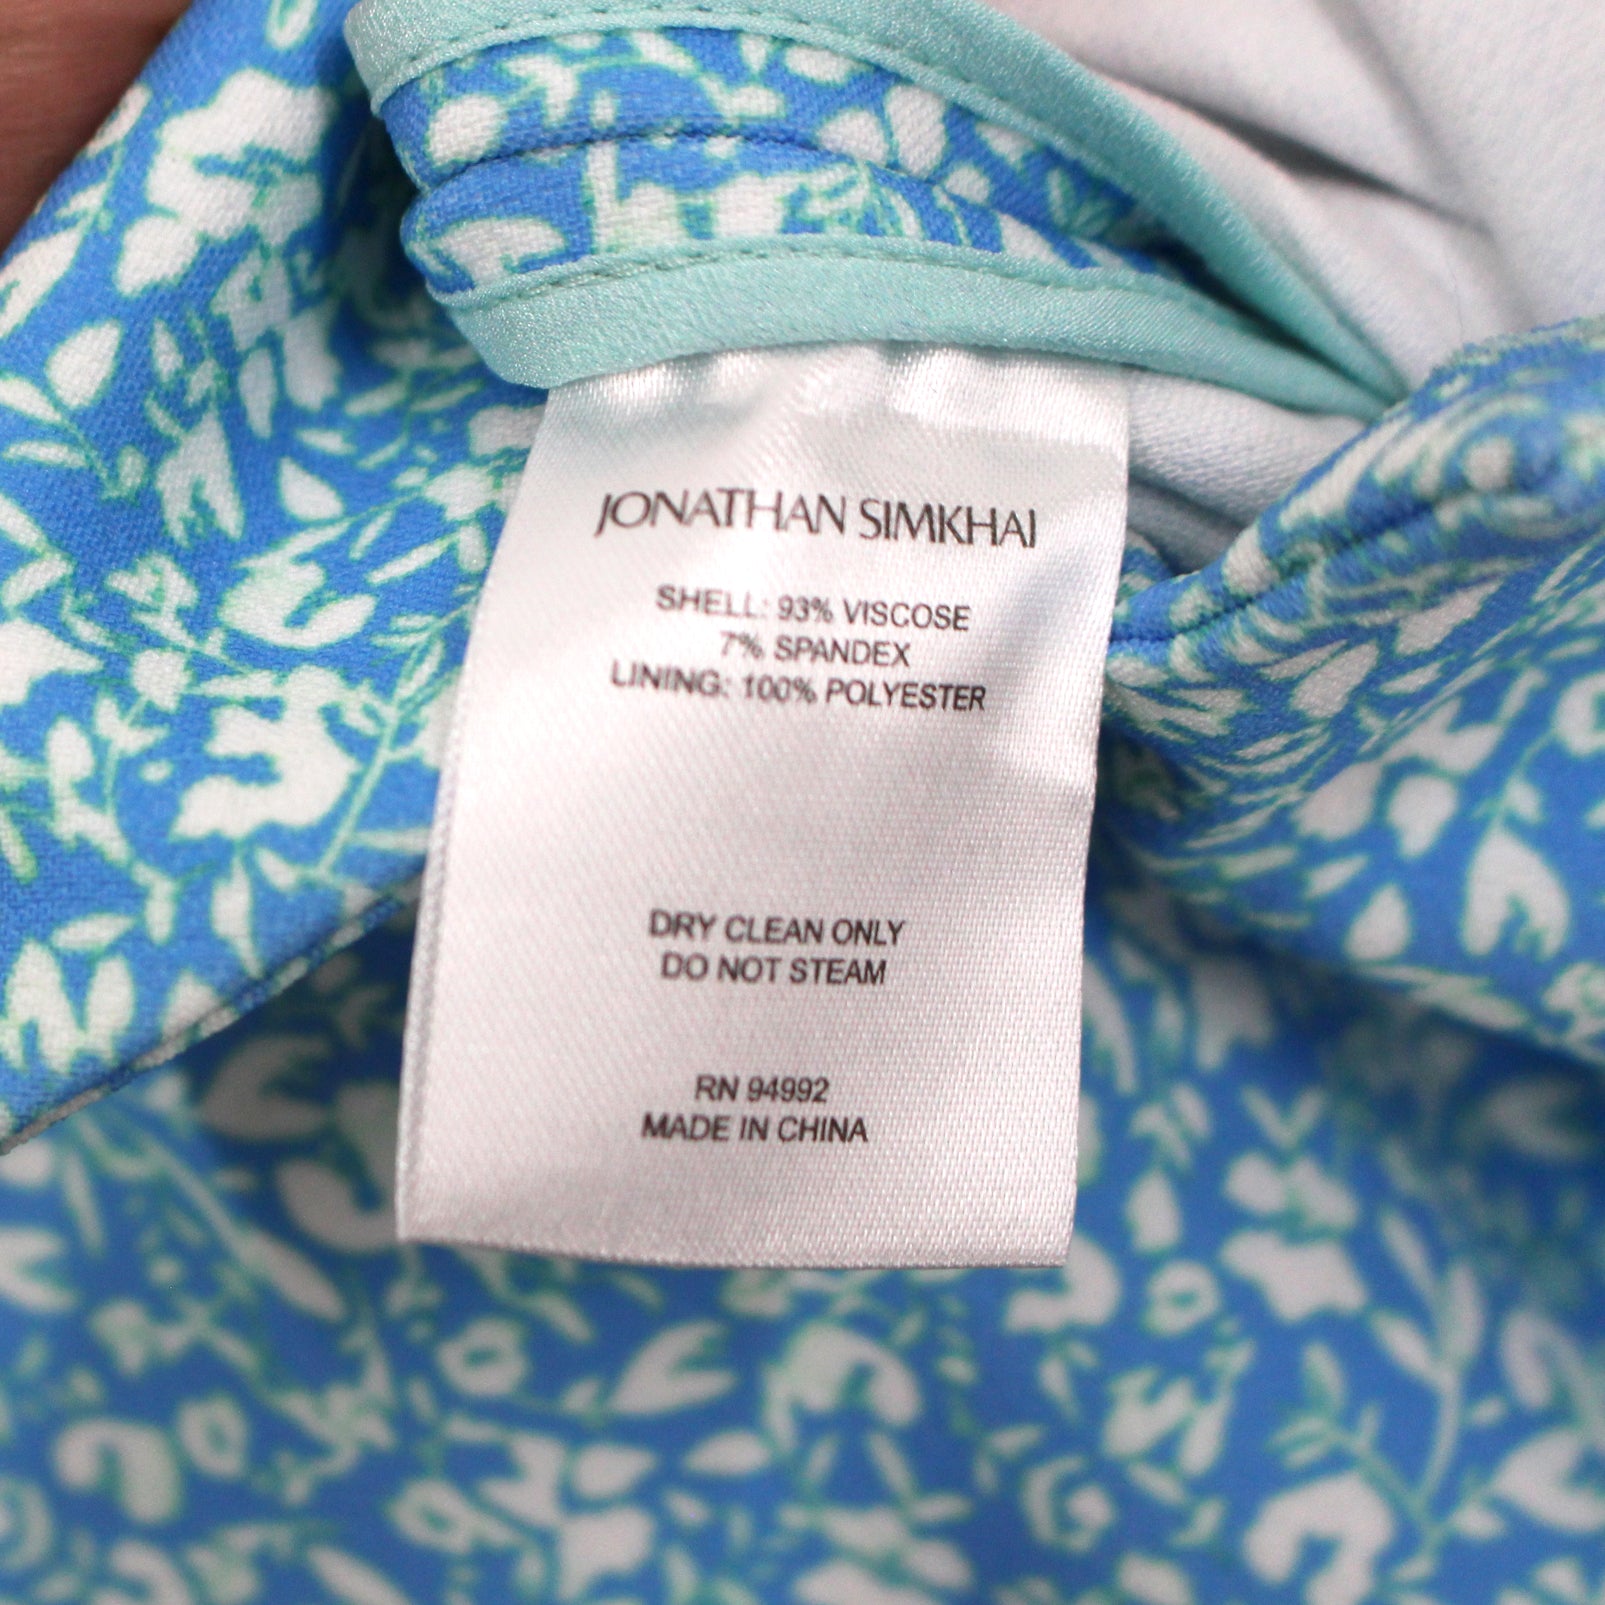 JONATHAN SIMKHAI
SHELL: 93% VISCOSE
7% SPANDEX
LINING: 100% POLYESTER
DRY CLEAN ONLY
DO NOT STEAM
RN 94992
MADE IN CHINA